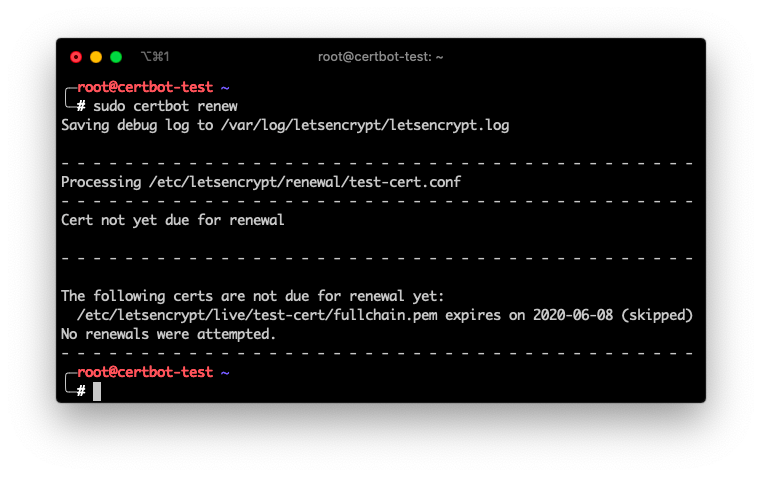 ⌥⌘1 root@certbot-test: ~
root@certbot-test ~
# sudo certbot renew
Saving debug log to /var/log/letsencrypt/letsencrypt.log
- - - - - - - - - - - - - - - - - - - - - - - - - - - - - - - - - - - - - - - -
Processing /etc/letsencrypt/renewal/test-cert.conf
- - - - - - - - - - - - - - - - - - - - - - - - - - - - - - - - - - - - - - - -
Cert not yet due for renewal
- - - - - - - - - - - - - - - - - - - - - - - - - - - - - - - - - - - - - - - -
The following certs are not due for renewal yet:
/etc/letsencrypt/live/test-cert/fullchain.pem expires on 2020-06-08 (skipped)
No renewals were attempted.
- - - - - - - - - - - - - - - - - - - - - - - - - - - - - - - - - - - - - - - -
root@certbot-test ~
#